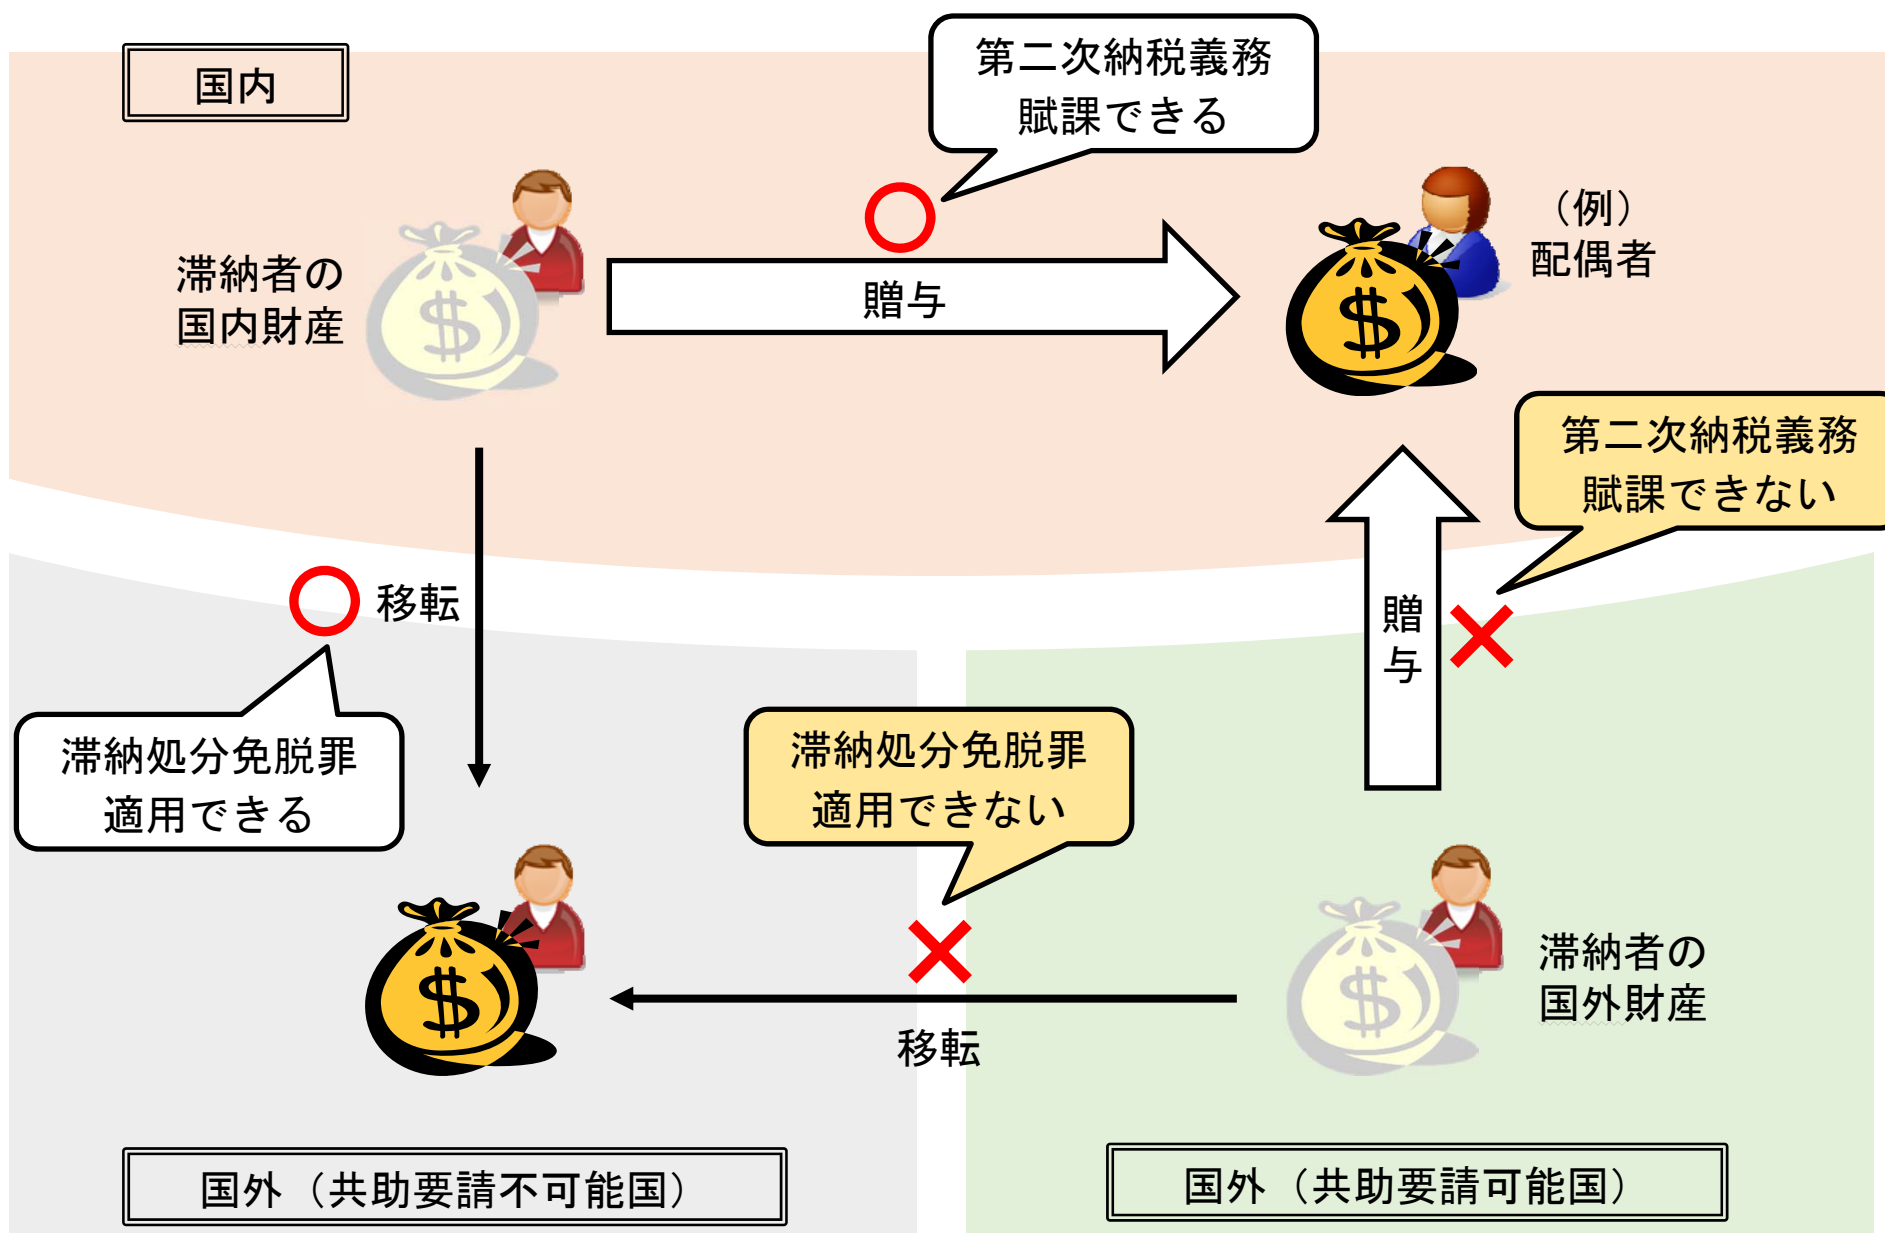 国内
第二次納税義務
賦課できる
滞納者の
国内財産
贈与
（例）
配偶者
第二次納税義務
賦課できない
移転
贈与
滞納処分免脱罪
適用できる
滞納処分免脱罪
適用できない
滞納者の
国外財産
移転
国外（共助要請不可能国）
国外（共助要請可能国）